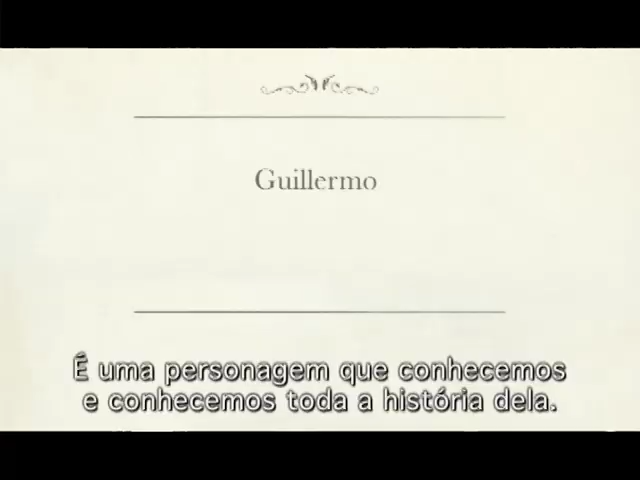 Guillermo
É uma personagem que conhecemos
e conhecemos toda a história dela.